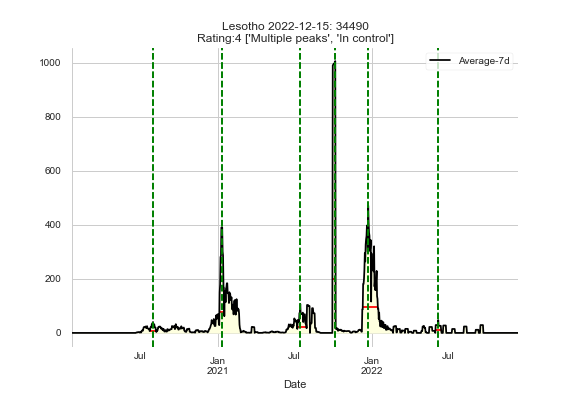 Lesotho 2022-12-15: 34490
Rating:4 ['Multiple peaks', 'In control']
Average-7d
1000
800
600
400
200
0
Jul
Jan
2021
Jul
Jan
2022
Jul
Date